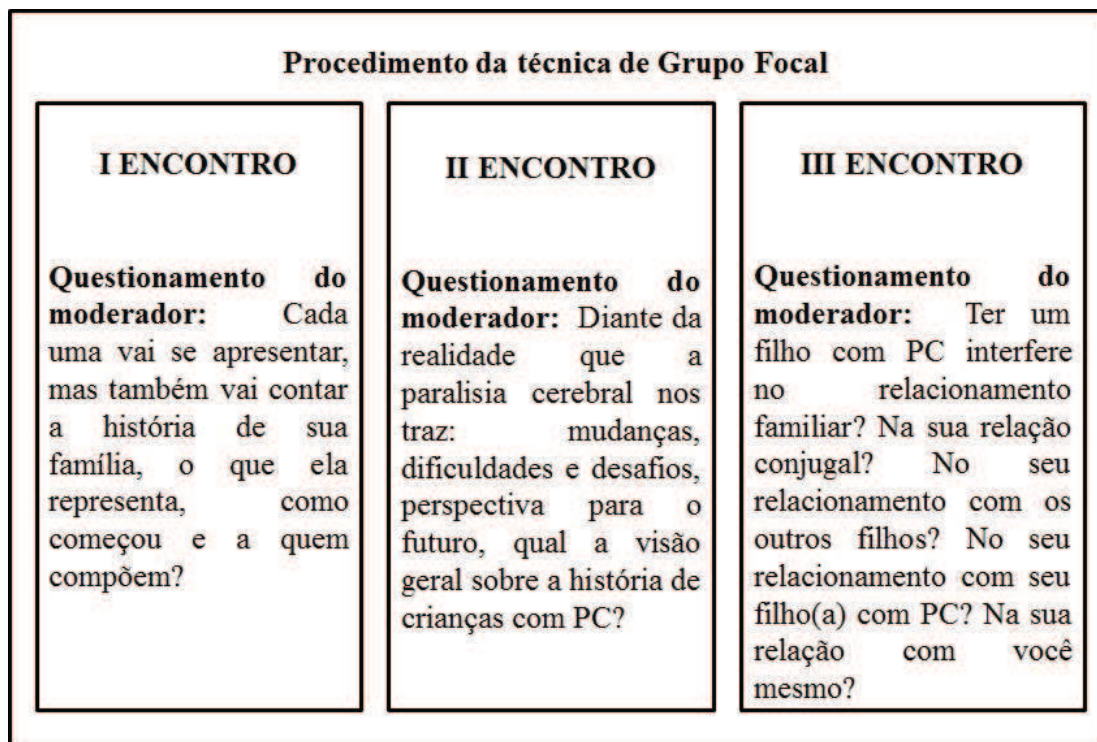 Procedimento da técnica de Grupo Focal
I ENCONTRO
Questionamento do
moderador: Cada
uma vai se apresentar,
mas também vai contar
a história de sua
família, o que ela
representa, como
começou e a quem
compõem?
II ENCONTRO
Questionamento do
moderador: Diante da
realidade que a
paralisia cerebral nos
traz: mudanças,
dificuldades e desafios,
perspectiva para o
futuro, qual a visão
geral sobre a história de
crianças com PC?
III ENCONTRO
Questionamento do
moderador: Ter um
filho com PC interfere
no relacionamento
familiar? Na sua relação
conjugal? No seu
relacionamento com os
outros filhos? No seu
relacionamento com seu
filho(a) com PC? Na sua
relação com você
mesmo?